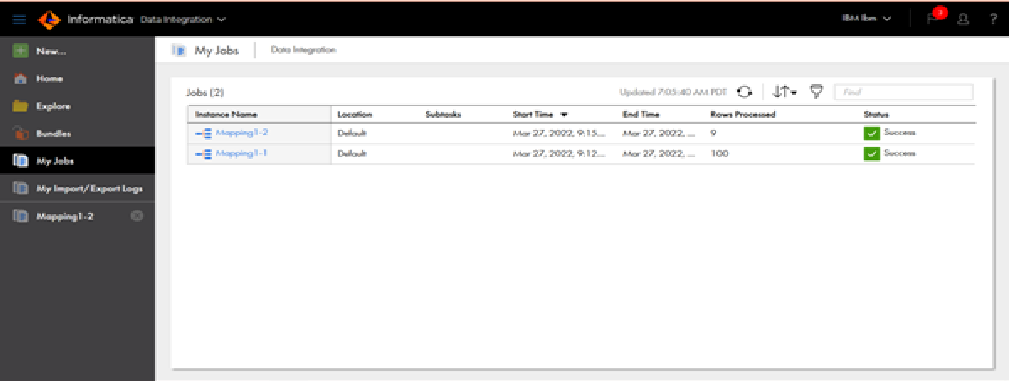 Informatica Data Integration
IBM Ibm
3
?
New...
Home
Explore
Bundles
My Jobs
My Import/Export Logs
Mapping1-2
My Jobs Data Integration
Jobs (2)
Updated 7:03:40 AM PDT
Find
Instance Name Location Subtasks Start Time End Time Rows Processed Status
Mapping1-2 Default Mar 27, 2022, 9:15... Mar 27, 2022, ... 9 Success
Mapping1-1 Default Mar 27, 2022, 9:12... Mar 27, 2022, ... 100 Success